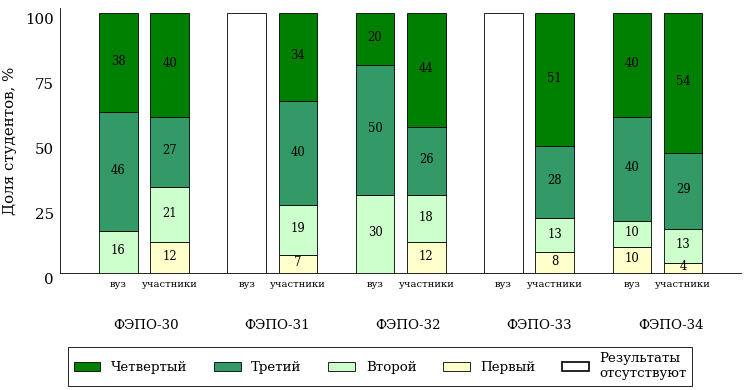 Доля студентов, %
100
75
50
25
0
38 40 34 20 44 51 40 54
46 27 40 50 26 28 40 29
16 21 19 30 18 13 10 13
12 7 12 8 10 4
вуз участники вуз участники вуз участники вуз участники вуз участники
ФЭПО-30 ФЭПО-31 ФЭПО-32 ФЭПО-33 ФЭПО-34
Четвертый Третий Второй Первый Результаты
отсутствуют